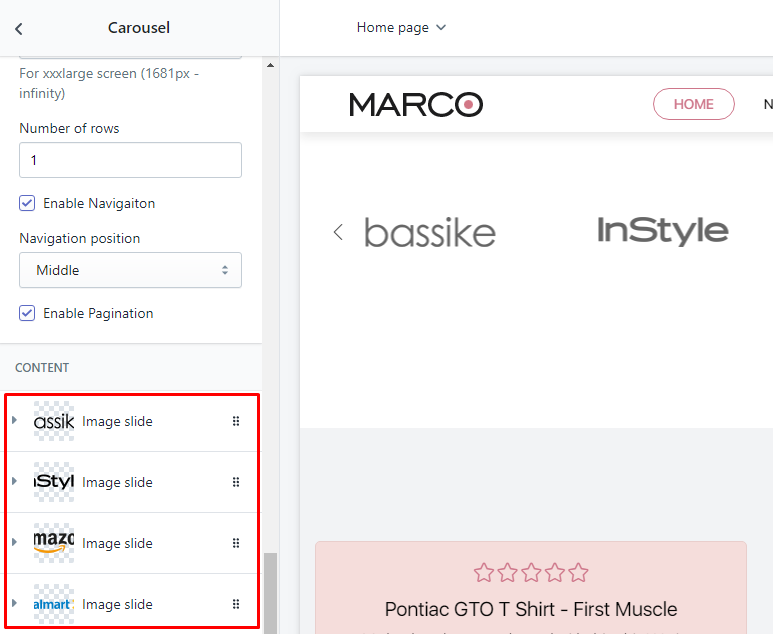 Carousel
Home page
For xxxlarge screen (1681px -
infinity)
Number of rows
1
Enable Navigaiton
Navigation position
Middle
Enable Pagination
CONTENT
assik
Image slide
nStyl
Image slide
mazo
Image slide
almart
Image slide
MARCO
HOME
N
bassike
InStyle
Pontiac GTO T Shirt - First Muscle